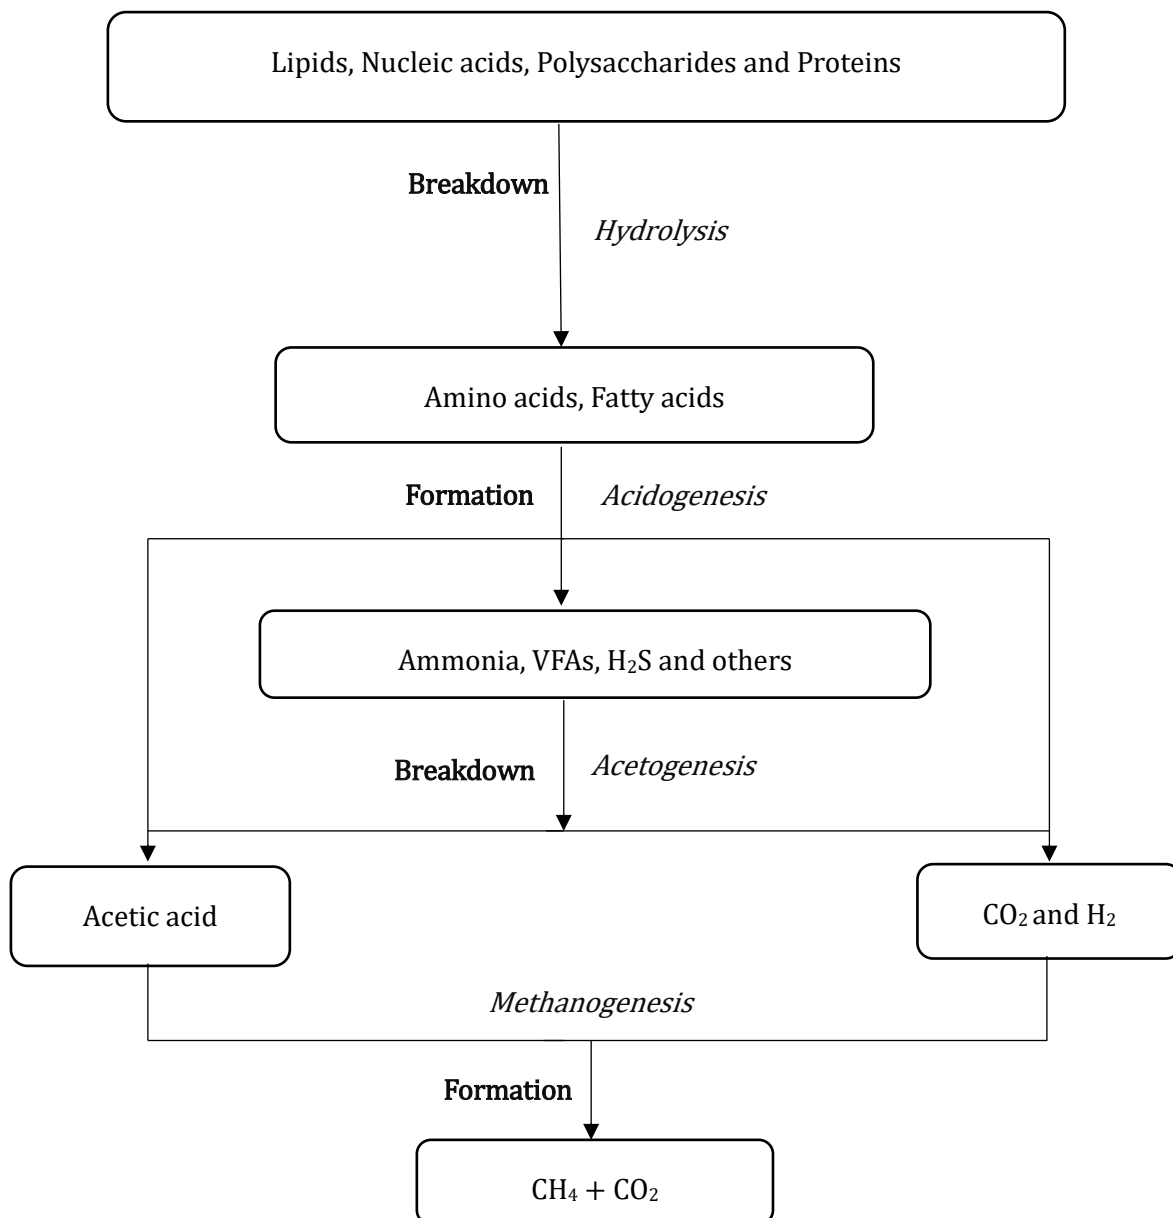 Lipids, Nucleic acids, Polysaccharides and Proteins
Breakdown
Hydrolysis
Amino acids, Fatty acids
Formation
Acidogenesis
Ammonia, VFAs, H₂S and others
Breakdown
Acetogenesis
Acetic acid
CO₂ and H₂
Methanogenesis
Formation
CH₄ + CO₂